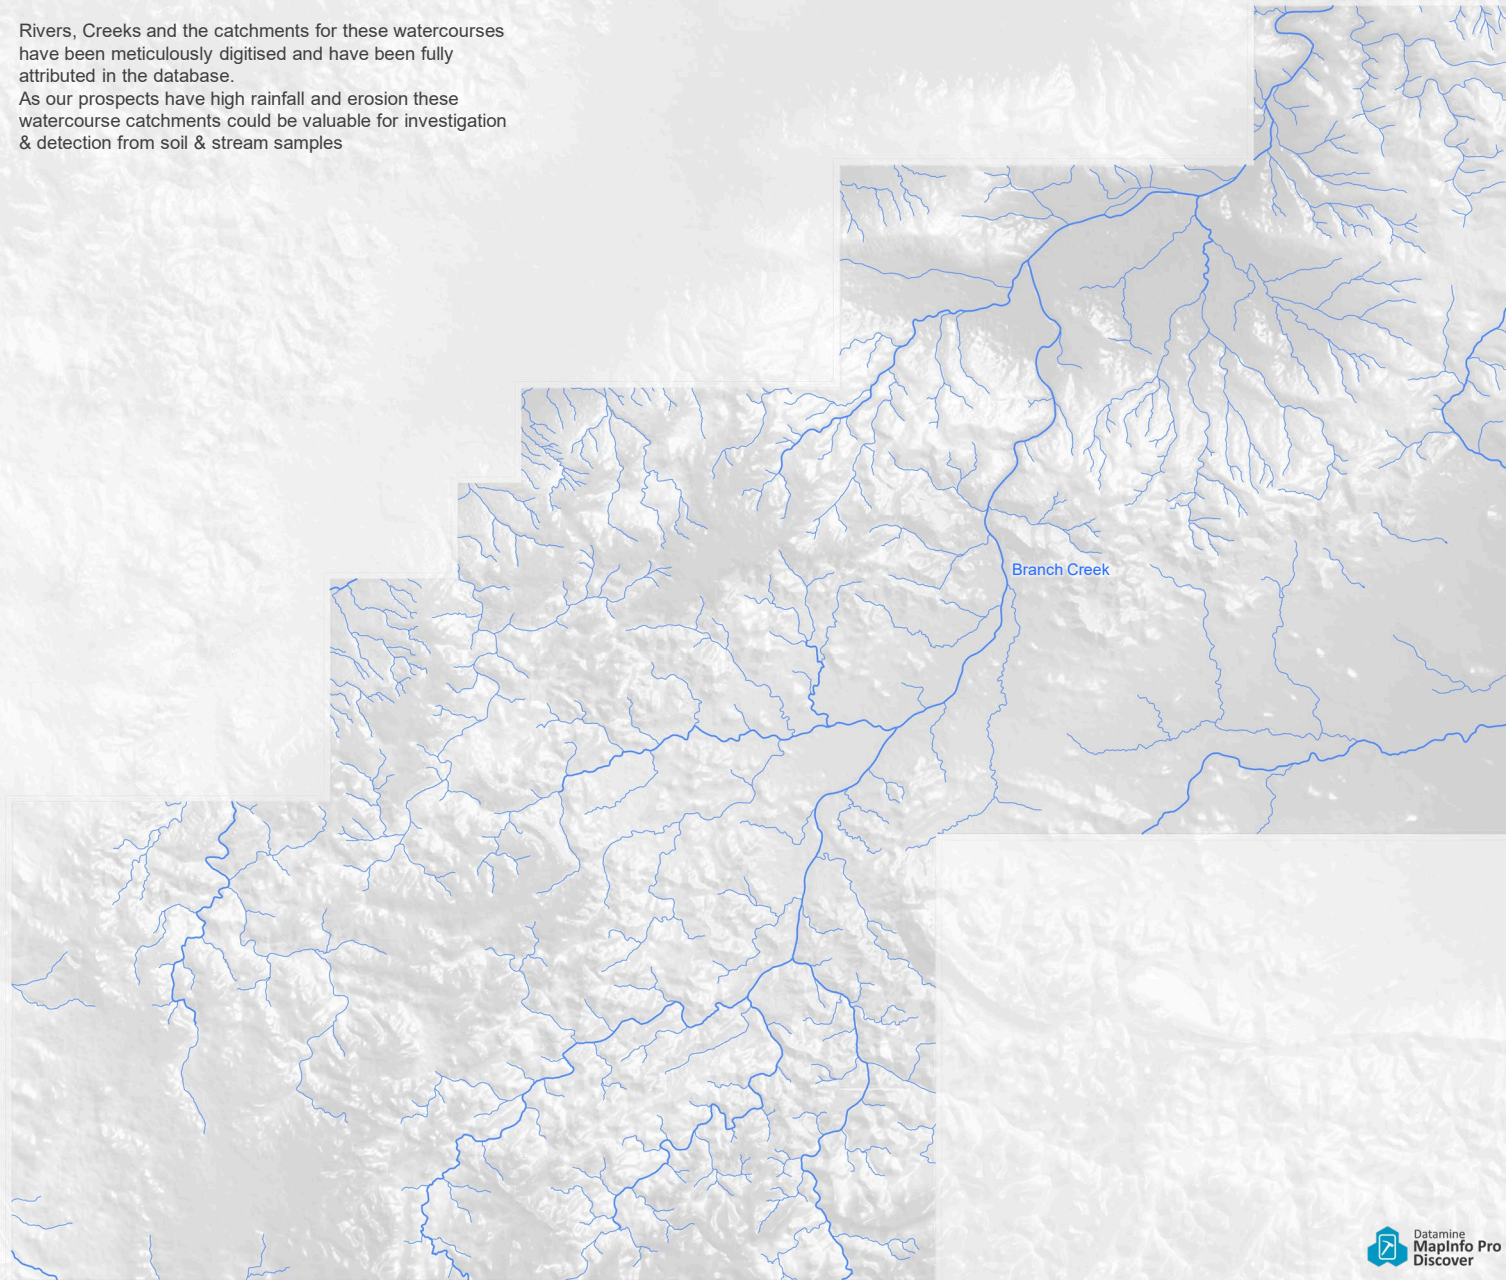 Rivers, Creeks and the catchments for these watercourses
have been meticulously digitised and have been fully
attributed in the database.
As our prospects have high rainfall and erosion these
watercourse catchments could be valuable for investigation
& detection from soil & stream samples
Branch Creek
Datamine
MapInfo Pro
Discover